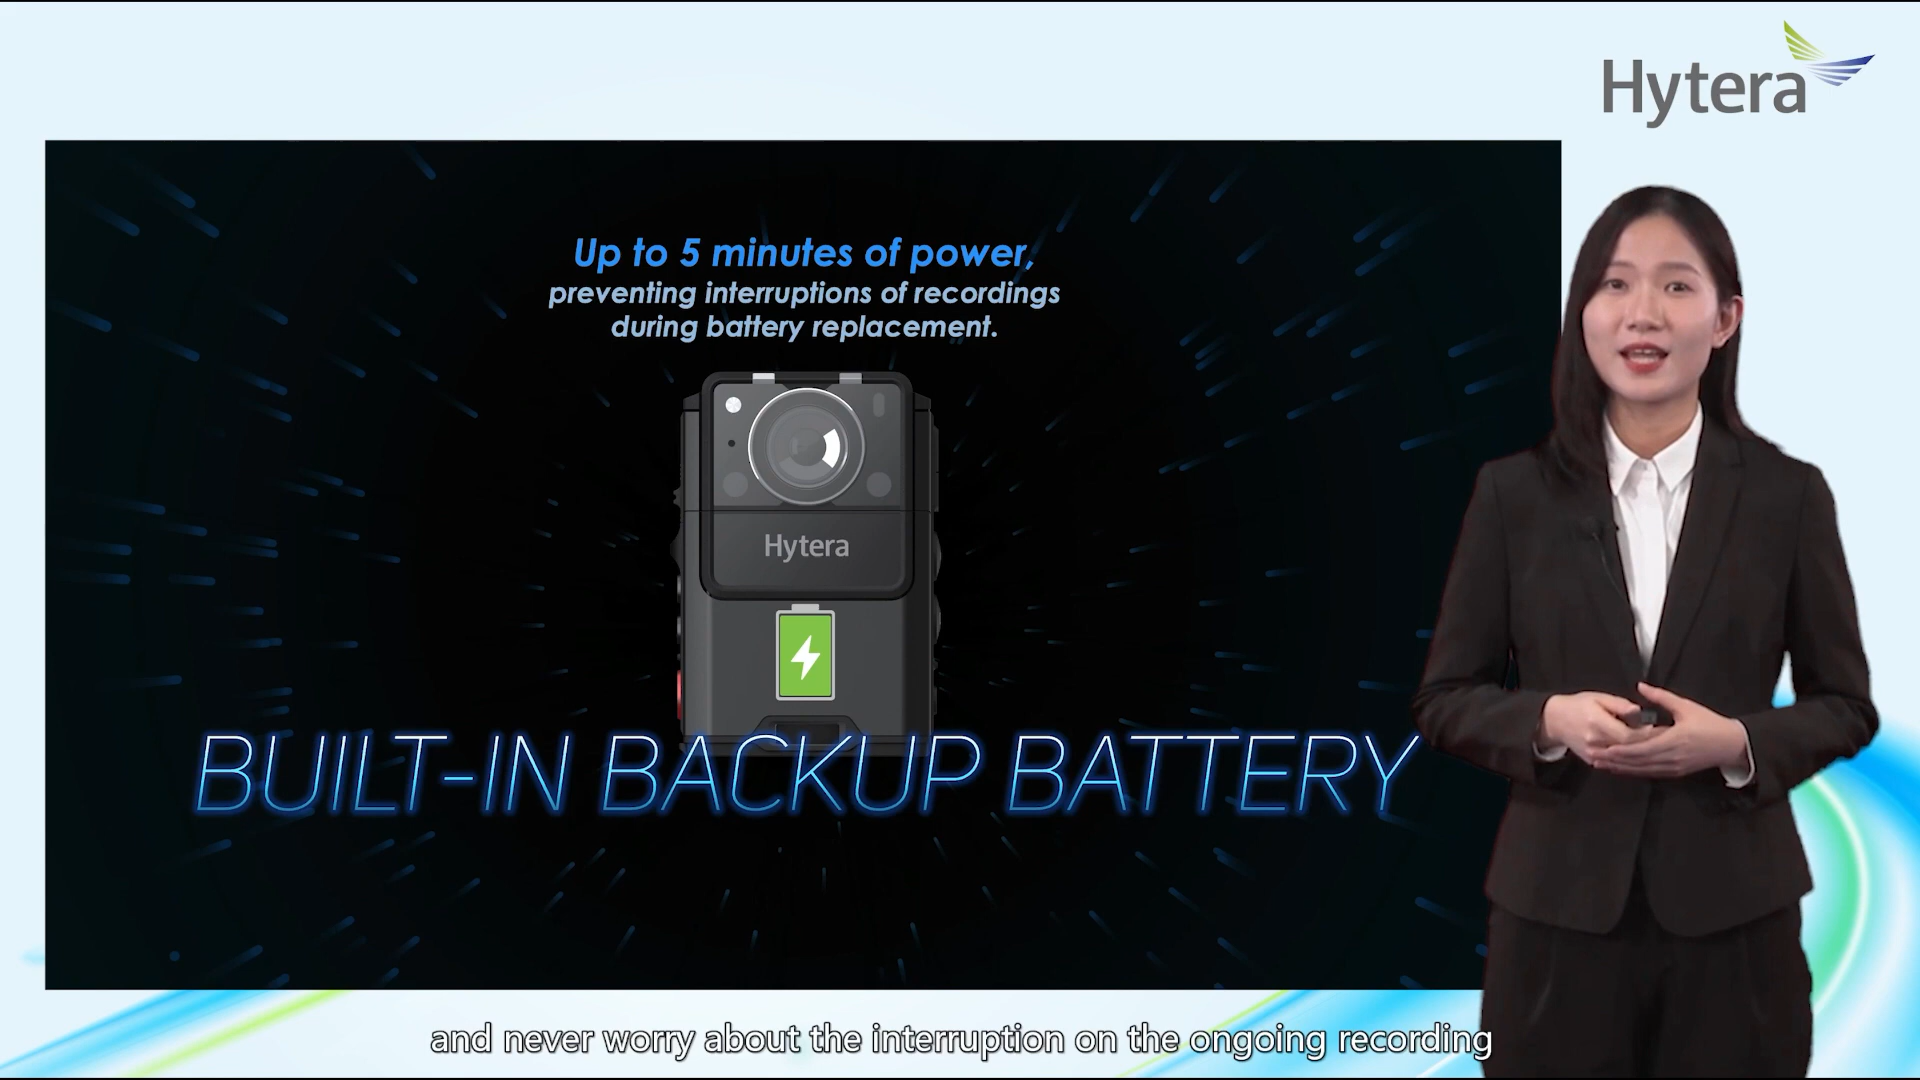 Hytera
Up to 5 minutes of power,
preventing interruptions of recordings
during battery replacement.
Hytera
BUILT-IN BACKUP BATTERY
and never worry about the interruption on the ongoing recording